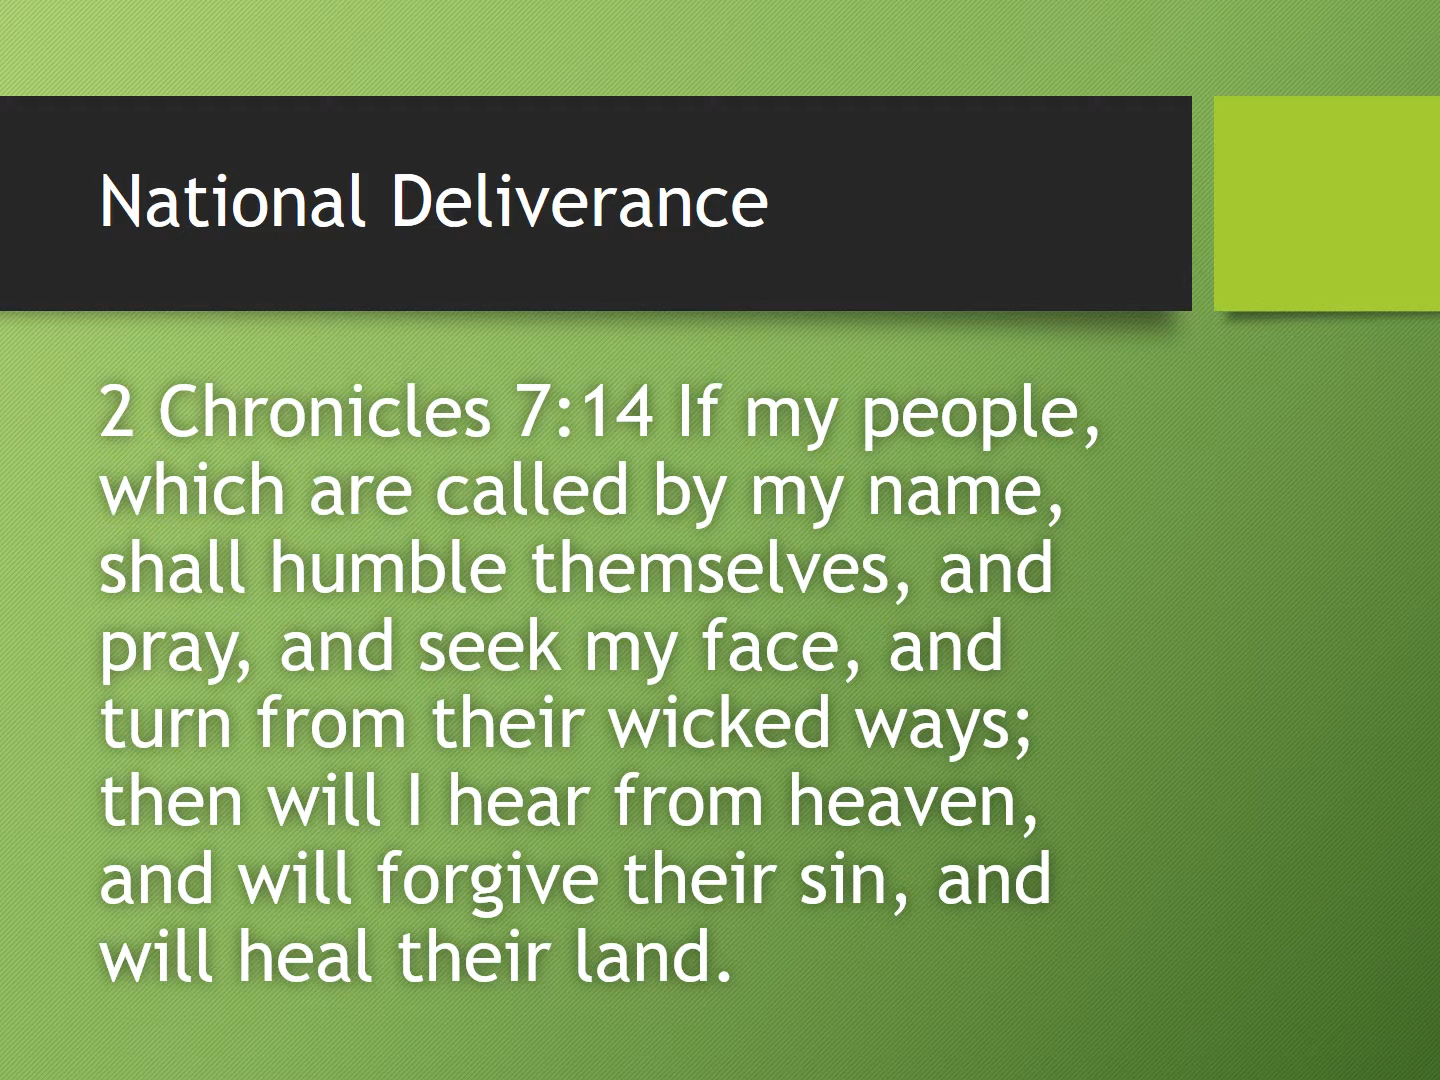 National Deliverance
2 Chronicles 7:14 If my people,
which are called by my name,
shall humble themselves, and
pray, and seek my face, and
turn from their wicked ways;
then will I hear from heaven,
and will forgive their sin, and
will heal their land.